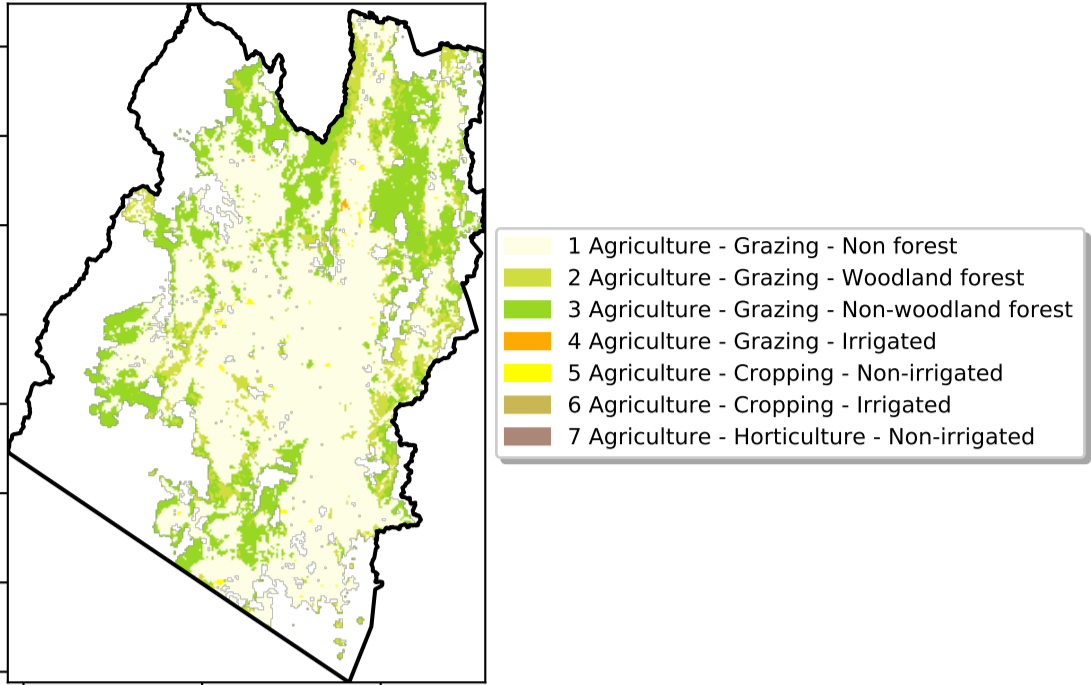 1 Agriculture - Grazing - Non forest
2 Agriculture - Grazing - Woodland forest
3 Agriculture - Grazing - Non-woodland forest
4 Agriculture - Grazing - Irrigated
5 Agriculture - Cropping - Non-irrigated
6 Agriculture - Cropping - Irrigated
7 Agriculture - Horticulture - Non-irrigated